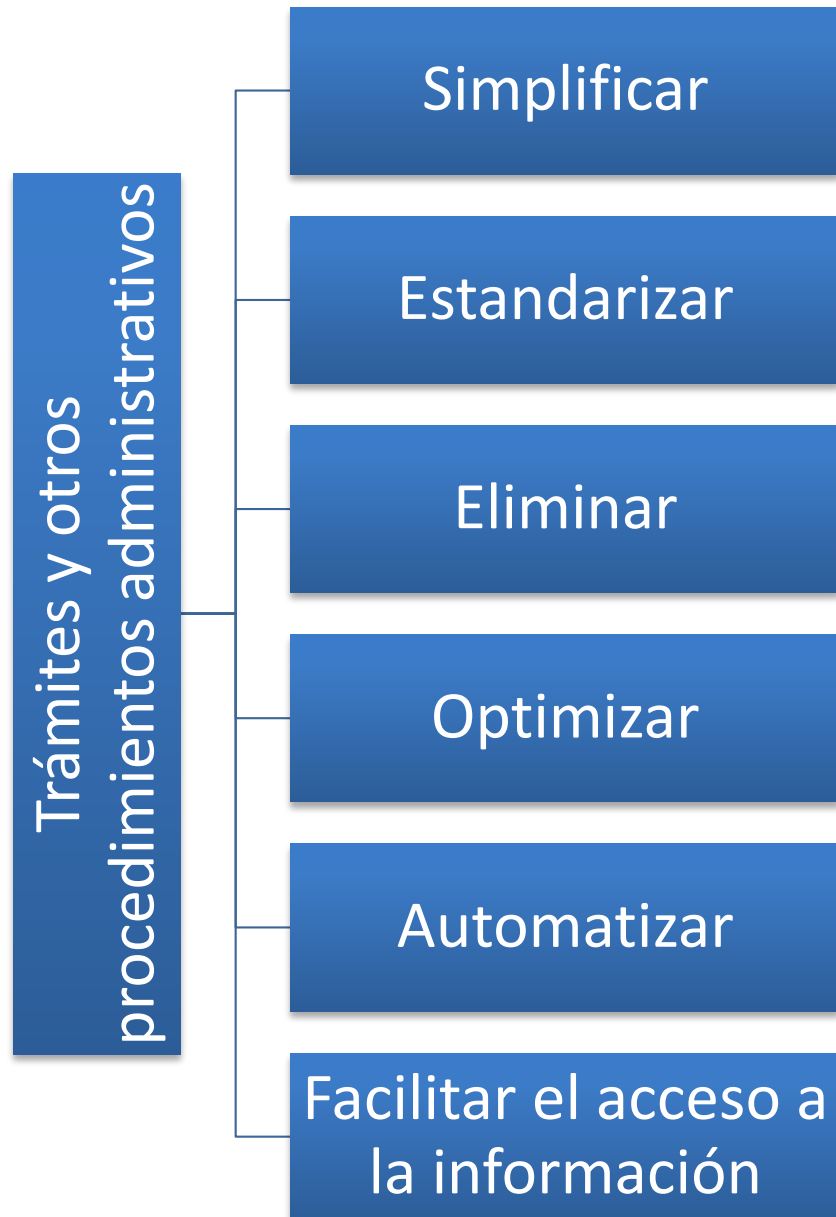 Trámites y otros
procedimientos administrativos
Simplificar
Estandarizar
Eliminar
Optimizar
Automatizar
Facilitar el acceso a
la información